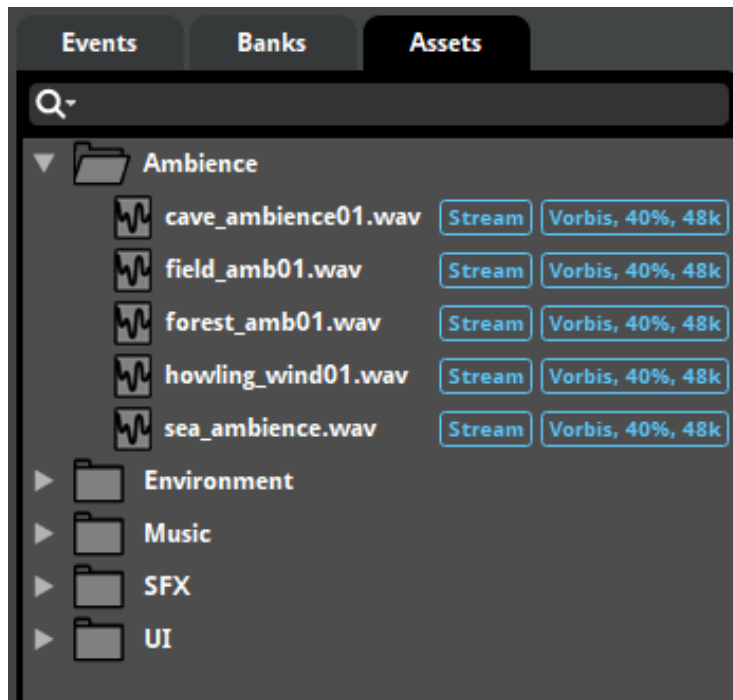 Events Banks Assets
Ambience
cave_ambience01.wav Stream Vorbis, 40%, 48k
field_amb01.wav Stream Vorbis, 40%, 48k
forest_amb01.wav Stream Vorbis, 40%, 48k
howling_wind01.wav Stream Vorbis, 40%, 48k
sea_ambience.wav Stream Vorbis, 40%, 48k
Environment
Music
SFX
UI